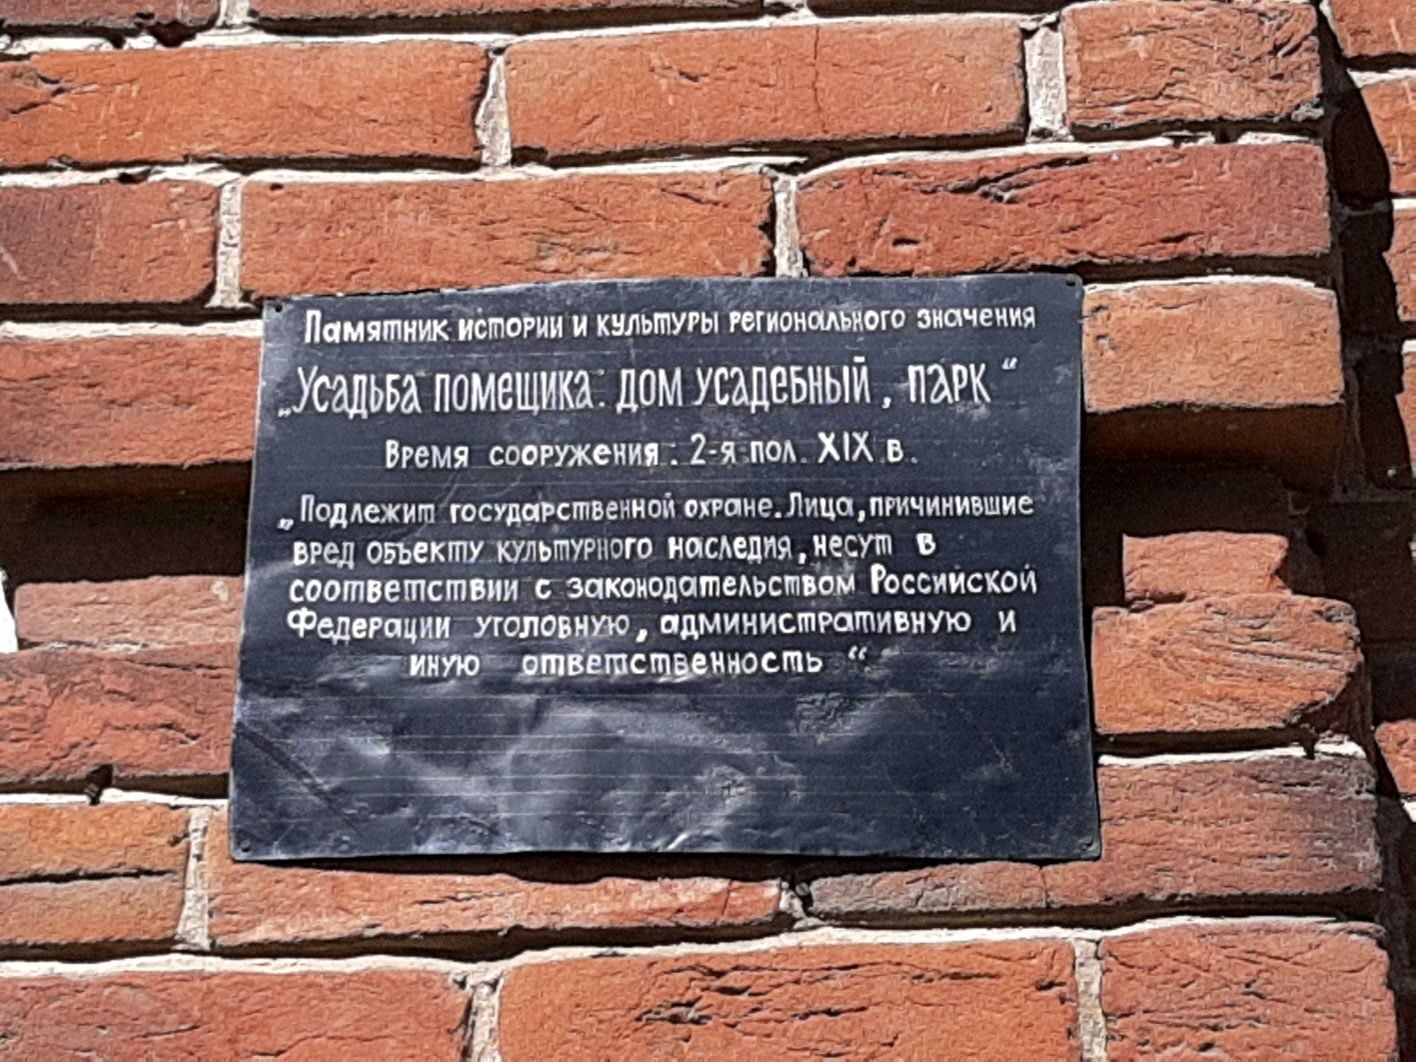 Памятник истории и культуры регионального значения
„Усадьба помещика: дом усадебный, парк“
Время сооружения: 2-я пол. XIX в.
„Подлежит государственной охране. Лица, причинившие
вред объекту культурного наследия, несут в
соответствии с законодательством Российской
Федерации уголовную, административную и
иную ответственность“